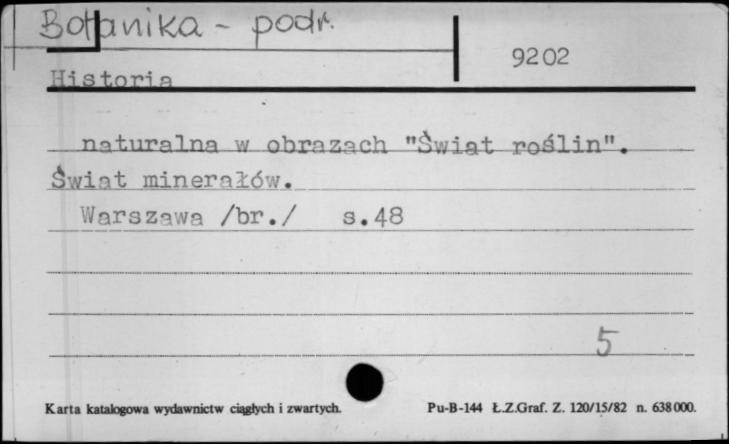 Botanika - podr.
9202
Historia
naturalna w obrazach "Świat roślin".
Świat minerałów.
Warszawa /br./ s.48
5
Karta katalogowa wydawnictw ciągłych i zwartych.
Pu-B-144 Ł.Z.Graf. Z. 120/15/82 n. 638000.